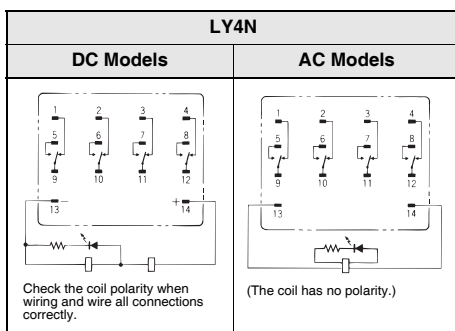 LY4N
DC Models
AC Models
1 2 3 4
5 6 7 8
9 10 11 12
13 − + 14
Check the coil polarity when
wiring and wire all connections
correctly.
1 2 3 4
5 6 7 8
9 10 11 12
13 14
(The coil has no polarity.)